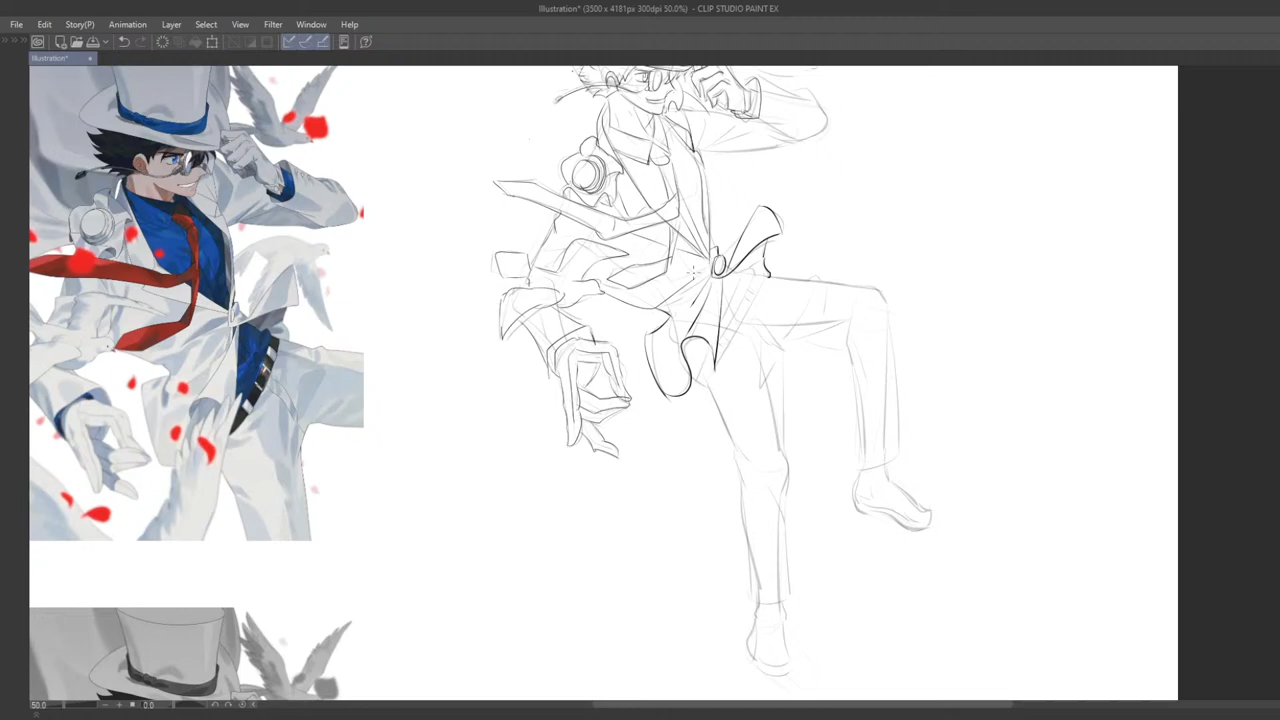 Illustration* (3500 x 4181px 300dpi 50.0%) - CLIP STUDIO PAINT EX
File Edit Story(P) Animation Layer Select View Filter Window Help
Illustration*
50.0
0:0